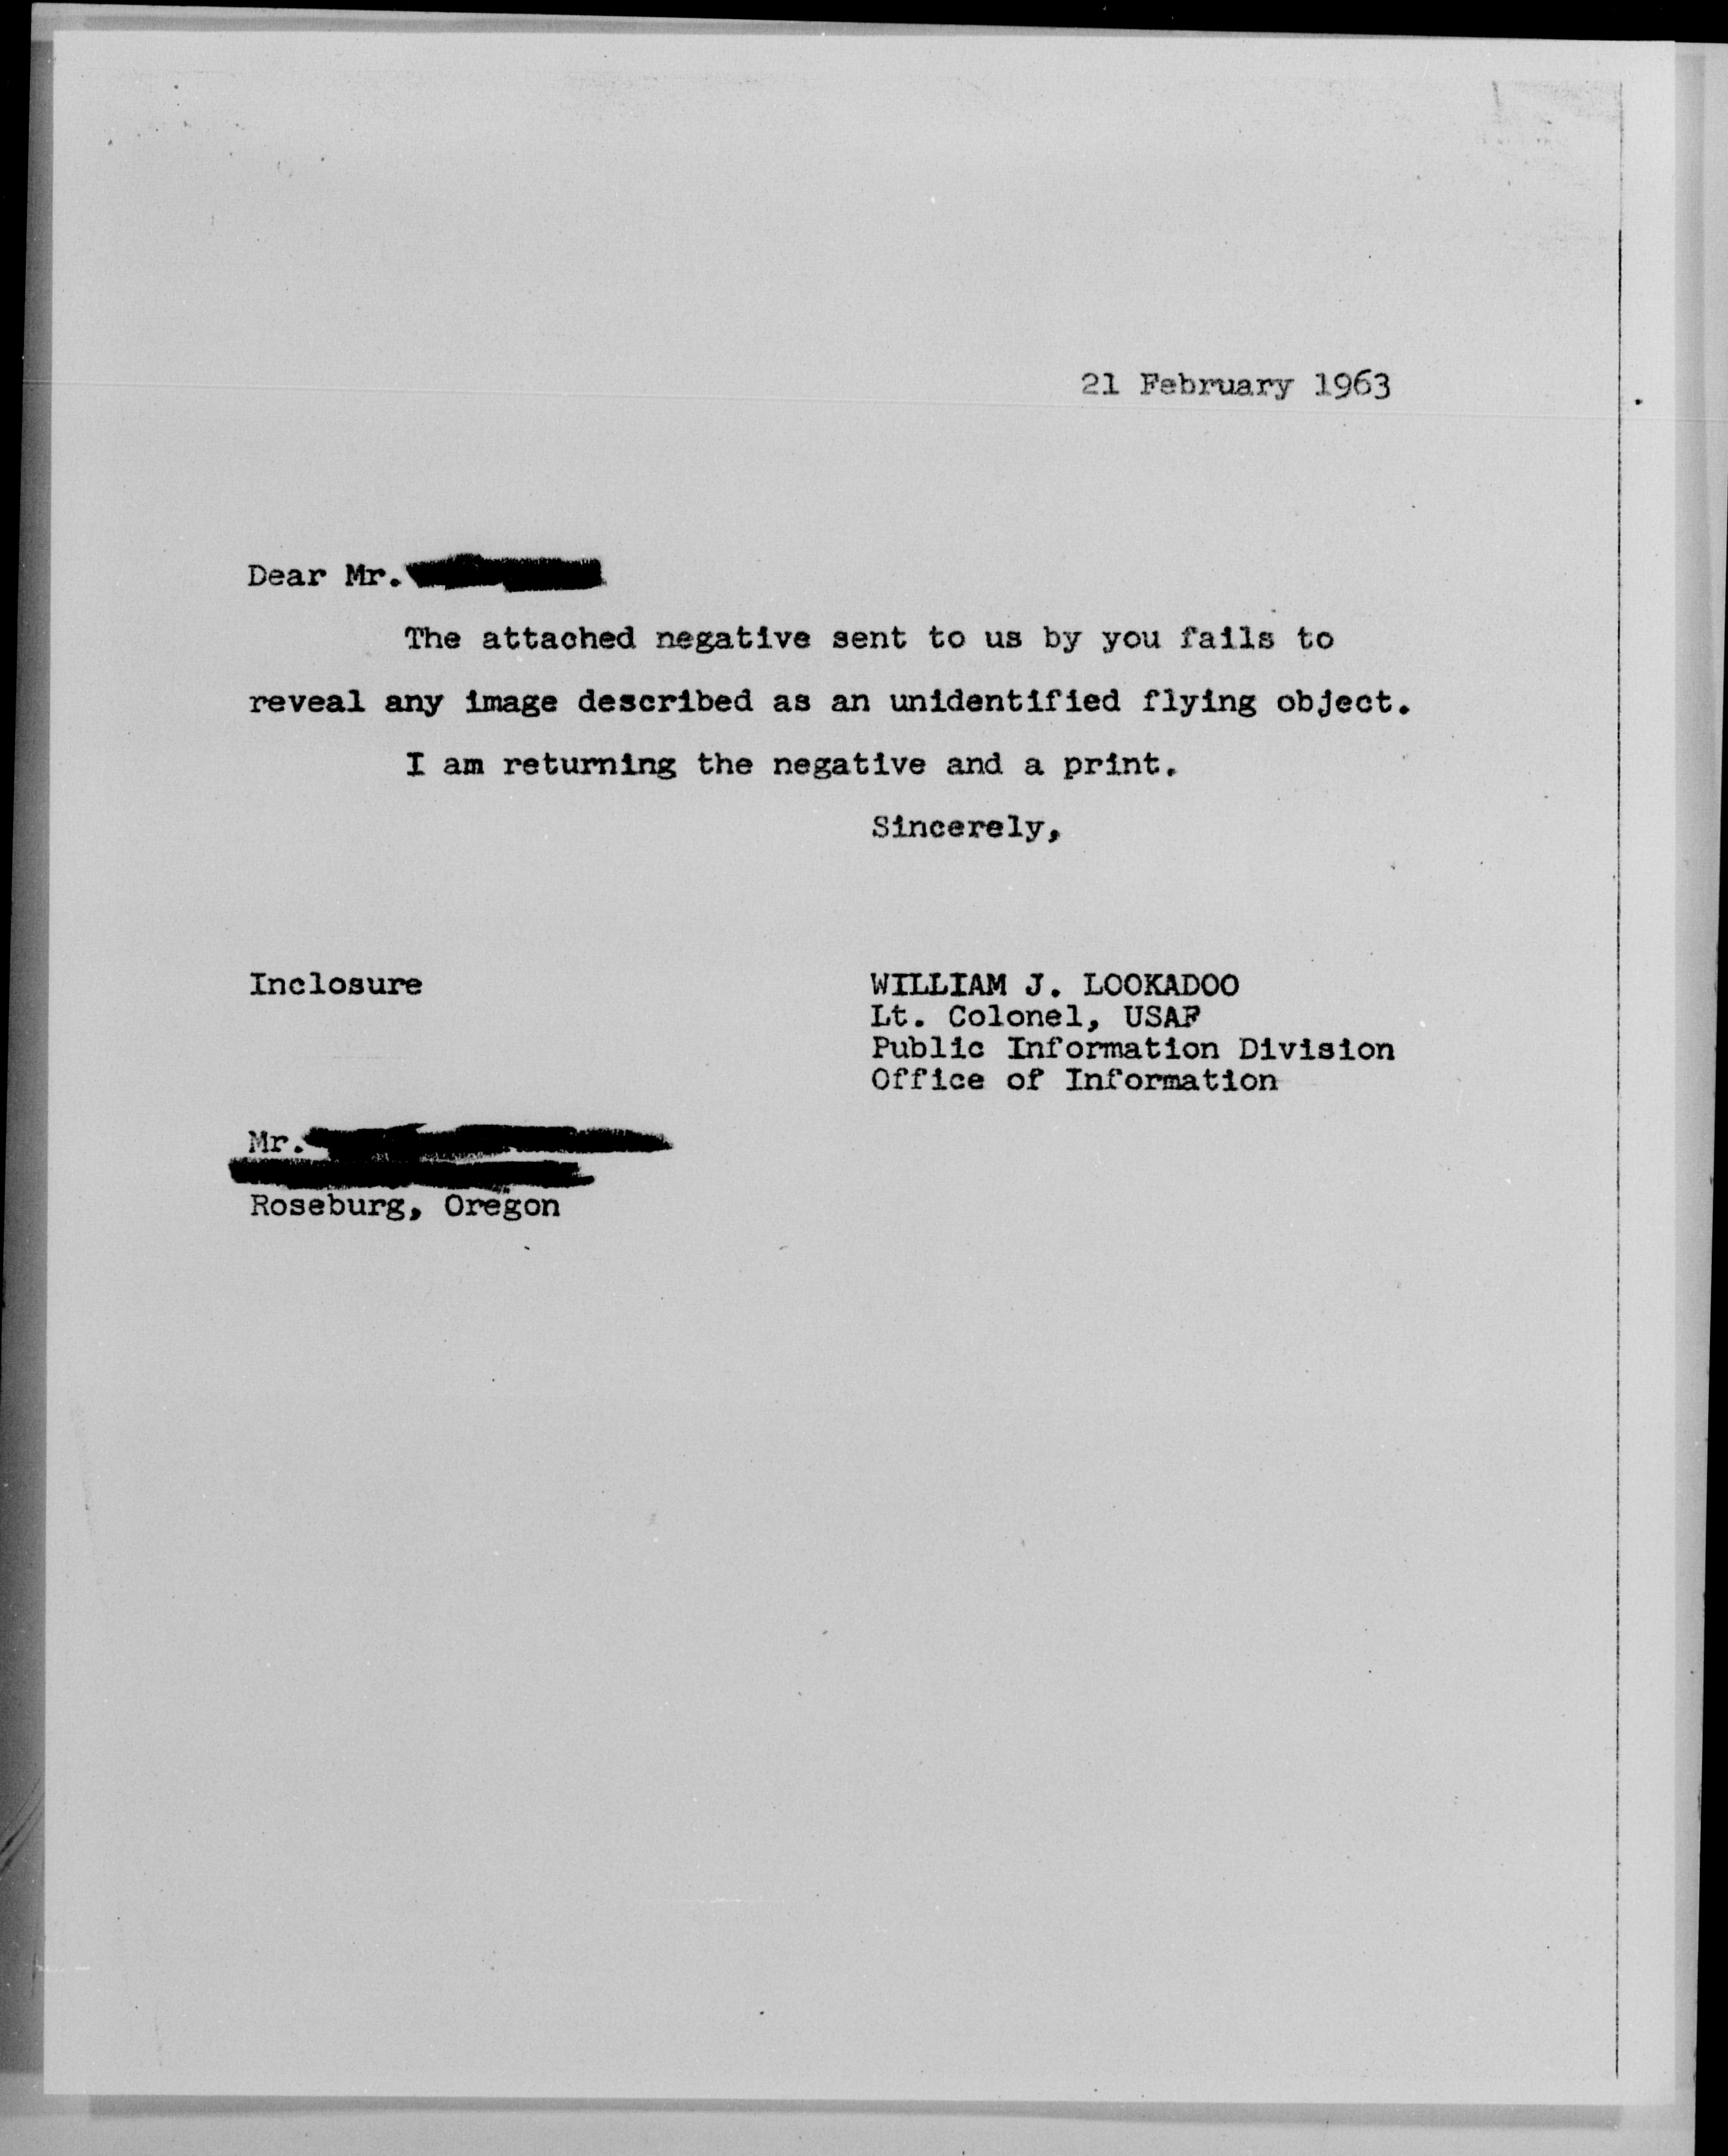 21 February 1963
Dear Mr.
The attached negative sent to us by you fails to
reveal any image described as an unidentified flying object.
I am returning the negative and a print.
Sincerely,
Inclosure
WILLIAM J. LOOKADOO
Lt. Colonel, USAF
Public Information Division
Office of Information
Mr.
Roseburg, Oregon